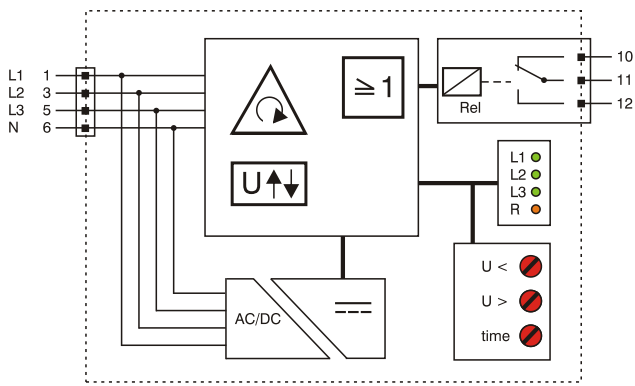 L1 1
L2 3
L3 5
N 6
≧1
U
Rel
10
11
12
L1
L2
L3
R
U <
U >
time
AC/DC